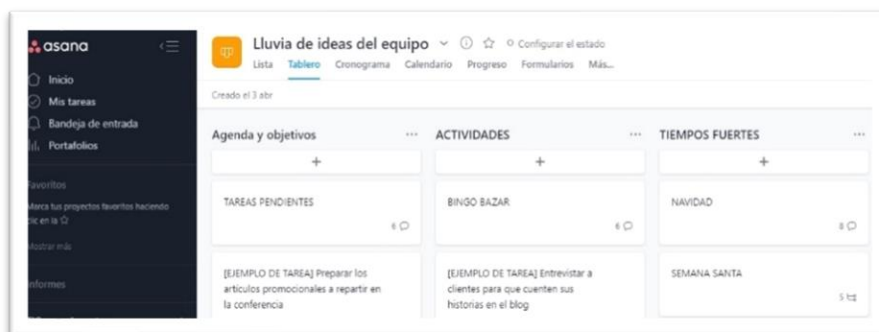 asana
Inicio
Mis tareas
Bandeja de entrada
Portafolios
Favoritos
Marca tus proyectos favoritos haciendo
clic en la
Mostrar más
Informes
Lluvia de ideas del equipo
Configurar el estado
Lista Tablero Cronograma Calendario Progreso Formularios Más...
Creado el 3 abr
Agenda y objetivos ...
+
TAREAS PENDIENTES
6
[EJEMPLO DE TAREA] Preparar los
artículos promocionales a repartir en
la conferencia
ACTIVIDADES ...
+
BINGO BAZAR
6
[EJEMPLO DE TAREA] Entrevistar a
clientes para que cuenten sus
historias en el blog
TIEMPOS FUERTES ...
+
NAVIDAD
8
SEMANA SANTA
5